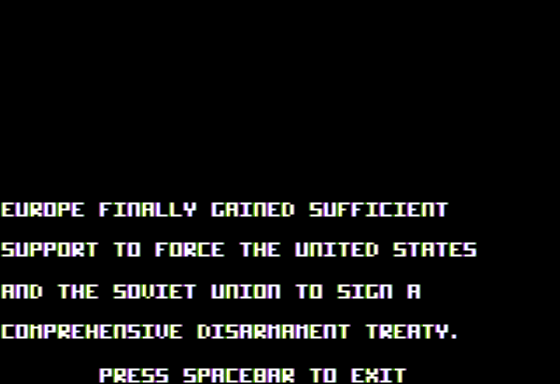 EUROPE FINALLY GAINED SUFFICIENT
SUPPORT TO FORCE THE UNITED STATES
AND THE SOVIET UNION TO SIGN A
COMPREHENSIVE DISARMAMENT TREATY.
PRESS SPACEBAR TO EXIT